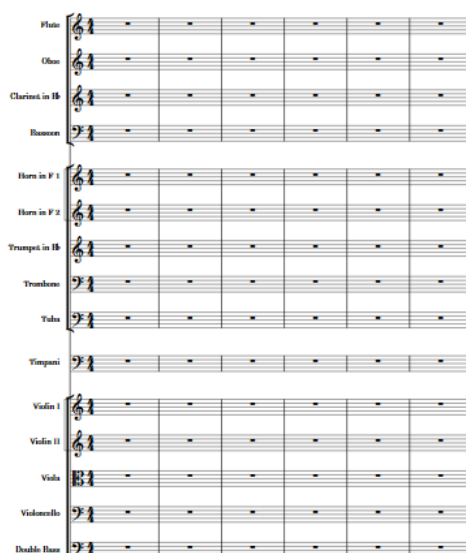 Flute
Oboe
Clarinet in B♭
Bassoon
Horn in F 1
Horn in F 2
Trumpet in B♭
Trombone
Tuba
Timpani
Violin I
Violin II
Viola
Violoncello
Double Bass